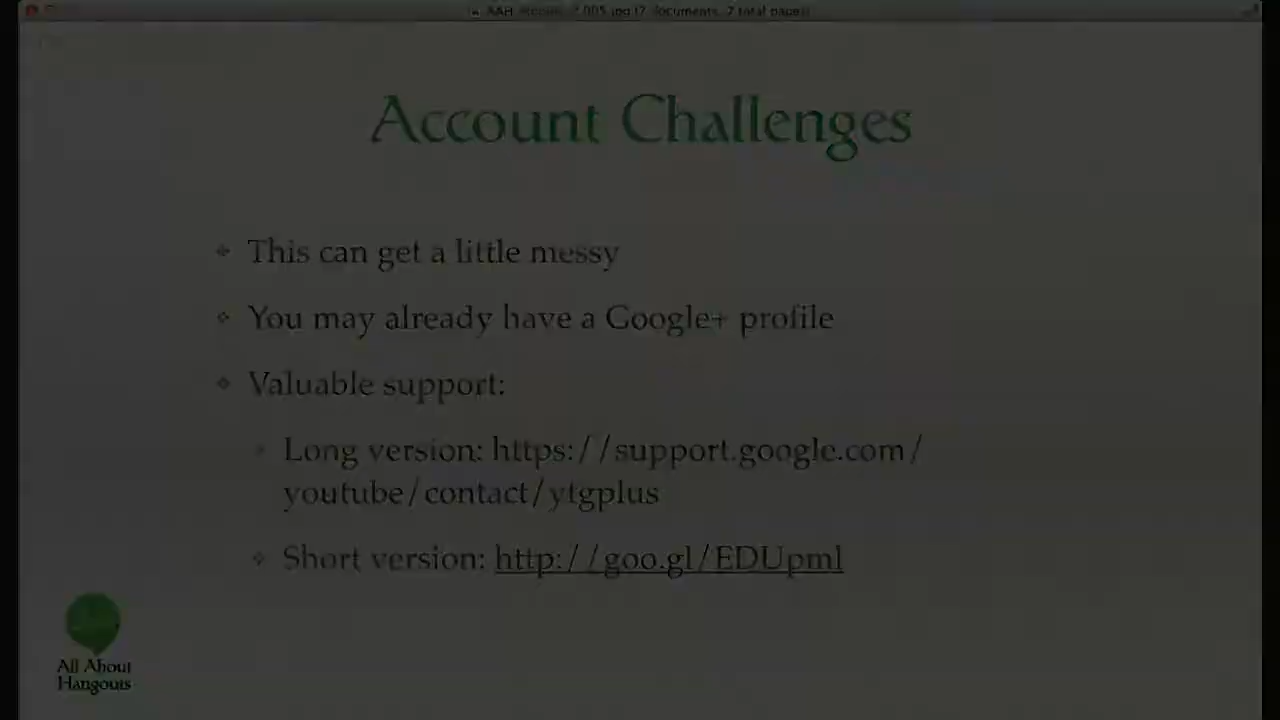 Account Challenges
This can get a little messy
You may already have a Google+ profile
Valuable support:
Long version: https://support.google.com/
youtube/contact/ytgplus
Short version: http://goo.gl/EDUpml
All About
Hangouts